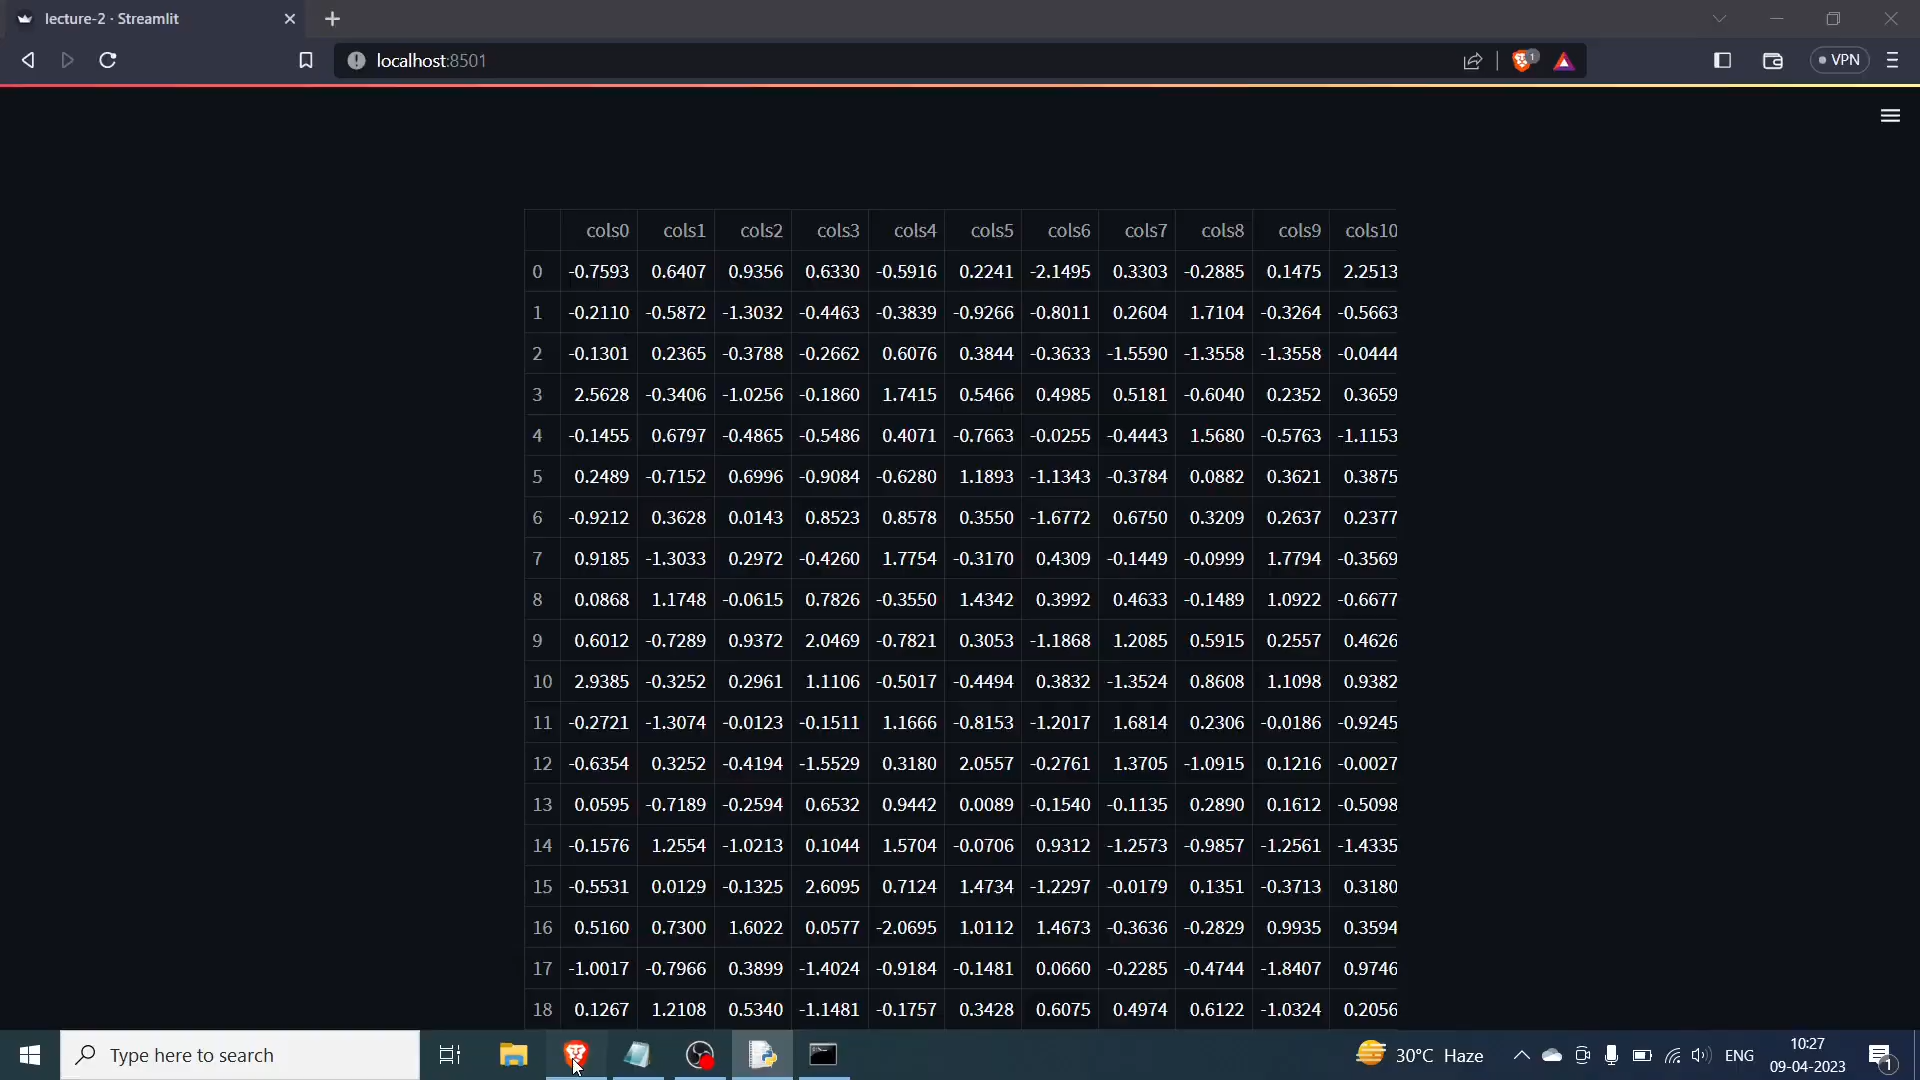 lecture-2 · Streamlit
localhost:8501
1
VPN
cols0 cols1 cols2 cols3 cols4 cols5 cols6 cols7 cols8 cols9 cols10
0 -0.7593 0.6407 0.9356 0.6330 -0.5916 0.2241 -2.1495 0.3303 -0.2885 0.1475 2.2513
1 -0.2110 -0.5872 -1.3032 -0.4463 -0.3839 -0.9266 -0.8011 0.2604 1.7104 -0.3264 -0.5663
2 -0.1301 0.2365 -0.3788 -0.2662 0.6076 0.3844 -0.3633 -1.5590 -1.3558 -1.3558 -0.0444
3 2.5628 -0.3406 -1.0256 -0.1860 1.7415 0.5466 0.4985 0.5181 -0.6040 0.2352 0.3659
4 -0.1455 0.6797 -0.4865 -0.5486 0.4071 -0.7663 -0.0255 -0.4443 1.5680 -0.5763 -1.1153
5 0.2489 -0.7152 0.6996 -0.9084 -0.6280 1.1893 -1.1343 -0.3784 0.0882 0.3621 0.3875
6 -0.9212 0.3628 0.0143 0.8523 0.8578 0.3550 -1.6772 0.6750 0.3209 0.2637 0.2377
7 0.9185 -1.3033 0.2972 -0.4260 1.7754 -0.3170 0.4309 -0.1449 -0.0999 1.7794 -0.3569
8 0.0868 1.1748 -0.0615 0.7826 -0.3550 1.4342 0.3992 0.4633 -0.1489 1.0922 -0.6677
9 0.6012 -0.7289 0.9372 2.0469 -0.7821 0.3053 -1.1868 1.2085 0.5915 0.2557 0.4626
10 2.9385 -0.3252 0.2961 1.1106 -0.5017 -0.4494 0.3832 -1.3524 0.8608 1.1098 0.9382
11 -0.2721 -1.3074 -0.0123 -0.1511 1.1666 -0.8153 -1.2017 1.6814 0.2306 -0.0186 -0.9245
12 -0.6354 0.3252 -0.4194 -1.5529 0.3180 2.0557 -0.2761 1.3705 -1.0915 0.1216 -0.0027
13 0.0595 -0.7189 -0.2594 0.6532 0.9442 0.0089 -0.1540 -0.1135 0.2890 0.1612 -0.5098
14 -0.1576 1.2554 -1.0213 0.1044 1.5704 -0.0706 0.9312 -1.2573 -0.9857 -1.2561 -1.4335
15 -0.5531 0.0129 -0.1325 2.6095 0.7124 1.4734 -1.2297 -0.0179 0.1351 -0.3713 0.3180
16 0.5160 0.7300 1.6022 0.0577 -2.0695 1.0112 1.4673 -0.3636 -0.2829 0.9935 0.3594
17 -1.0017 -0.7966 0.3899 -1.4024 -0.9184 -0.1481 0.0660 -0.2285 -0.4744 -1.8407 0.9746
18 0.1267 1.2108 0.5340 -1.1481 -0.1757 0.3428 0.6075 0.4974 0.6122 -1.0324 0.2056
Type here to search
30°C Haze
ENG
10:27
09-04-2023
1